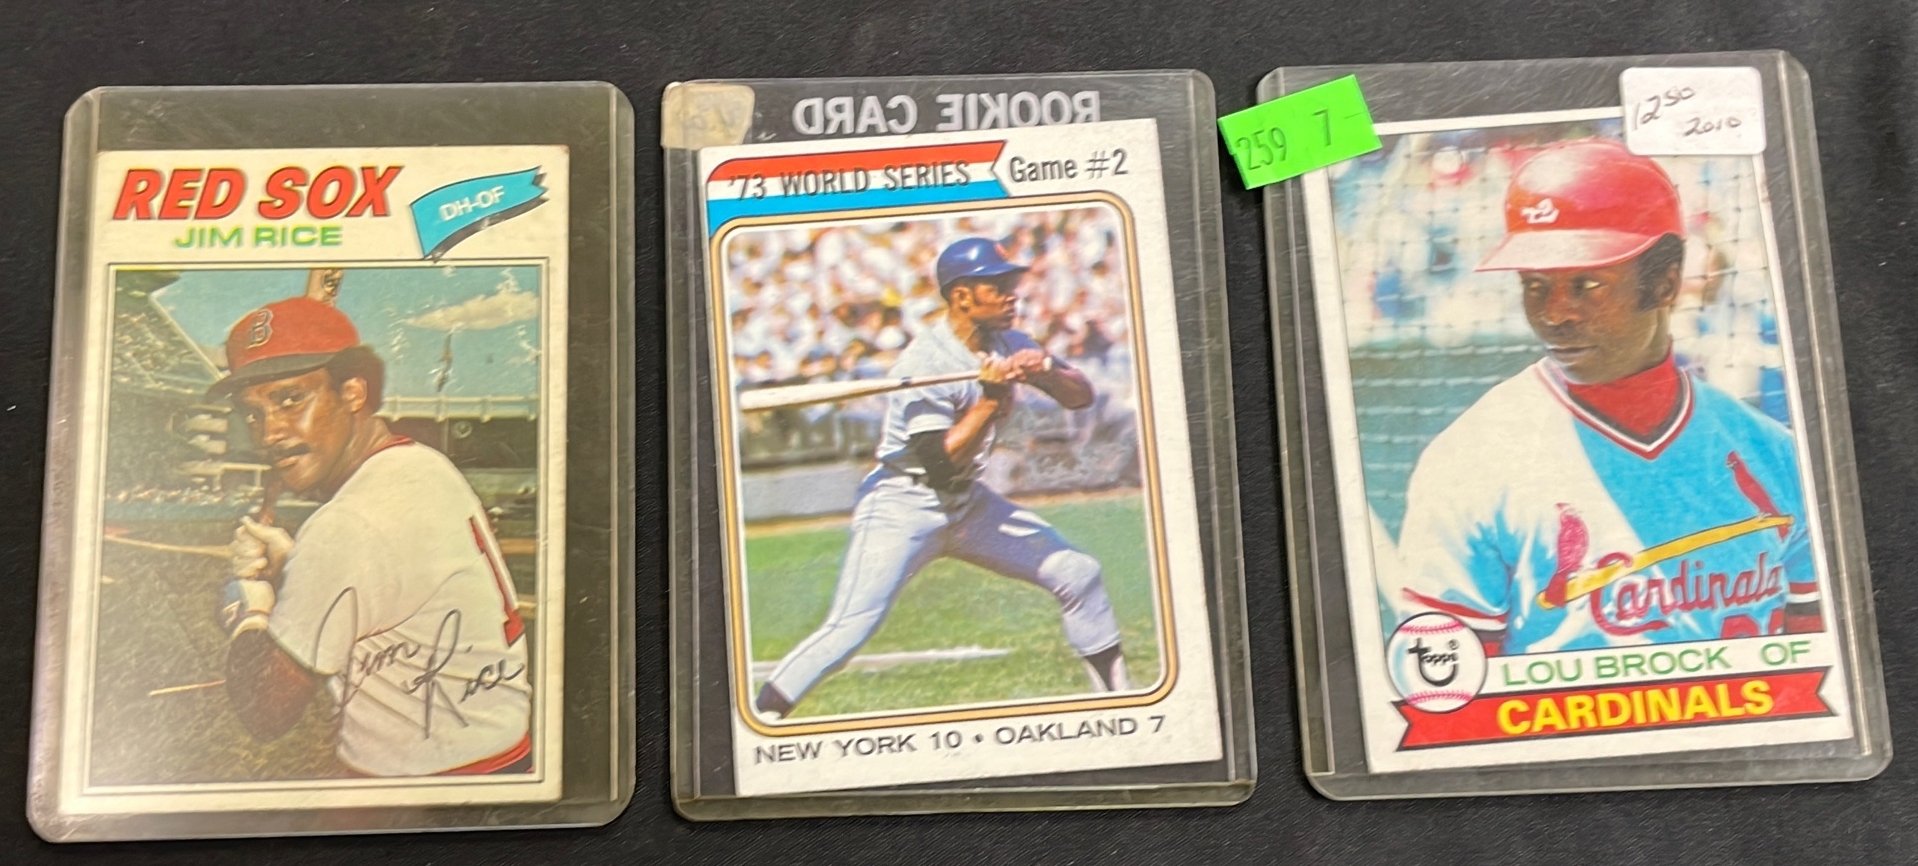 RED SOX
DH-OF
JIM RICE
B
Jim Rice
ROOKIE CARD
'73 WORLD SERIES
Game #2
NEW YORK 10 • OAKLAND 7
259 7
12 50
2010
topps ®
Cardinals
LOU BROCK OF
CARDINALS